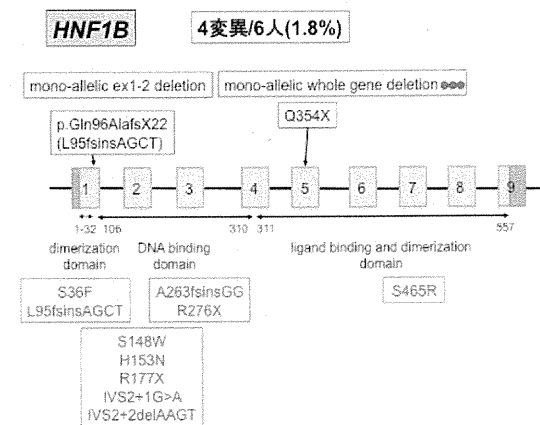 HNF1B
4変異/6人(1.8%)
mono-allelic ex1-2 deletion
mono-allelic whole gene deletion
p.Gln96AlafsX22
(L95fsinsAGCT)
Q354X
1 2 3 4 5 6 7 8 9
1-32 106 310 311 557
dimerization
domain
DNA binding
domain
ligand binding and dimerization
domain
S36F
L95fsinsAGCT
A263fsinsGG
R276X
S465R
S148W
H153N
R177X
IVS2+1G>A
IVS2+2delAAGT